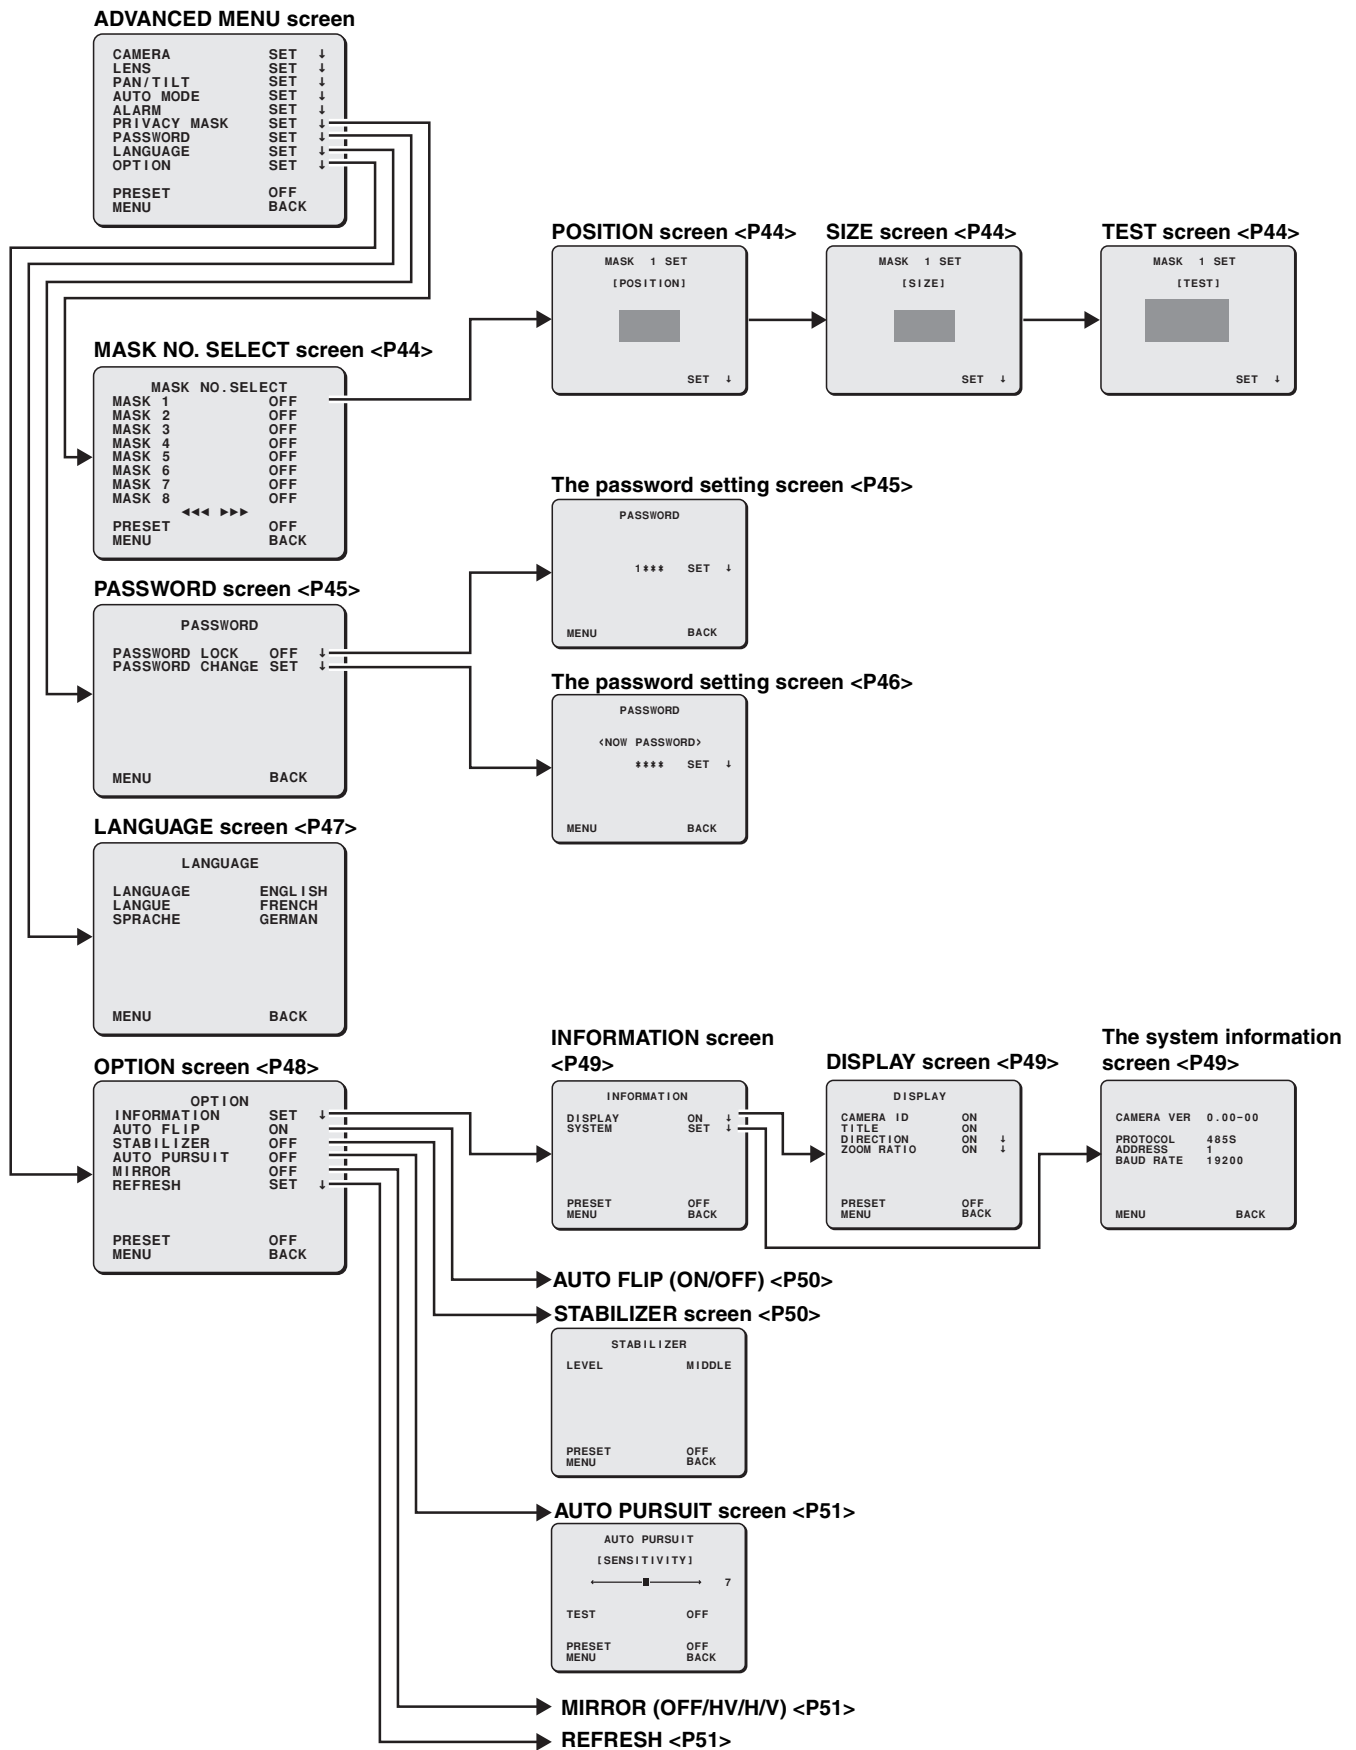 ADVANCED MENU screen
CAMERA SET ↓
LENS SET ↓
PAN/TILT SET ↓
AUTO MODE SET ↓
ALARM SET ↓
PRIVACY MASK SET ↓
PASSWORD SET ↓
LANGUAGE SET ↓
OPTION SET ↓
PRESET OFF
MENU BACK
POSITION screen <P44>
MASK 1 SET
[POSITION]
SET ↓
SIZE screen <P44>
MASK 1 SET
[SIZE]
SET ↓
TEST screen <P44>
MASK 1 SET
[TEST]
SET ↓
MASK NO. SELECT screen <P44>
MASK NO.SELECT
MASK 1 OFF
MASK 2 OFF
MASK 3 OFF
MASK 4 OFF
MASK 5 OFF
MASK 6 OFF
MASK 7 OFF
MASK 8 OFF
◄◄◄ ►►►
PRESET OFF
MENU BACK
The password setting screen <P45>
PASSWORD
1*** SET ↓
MENU BACK
PASSWORD screen <P45>
PASSWORD
PASSWORD LOCK OFF ↓
PASSWORD CHANGE SET ↓
MENU BACK
The password setting screen <P46>
PASSWORD
<NOW PASSWORD>
**** SET ↓
MENU BACK
LANGUAGE screen <P47>
LANGUAGE
LANGUAGE ENGLISH
LANGUE FRENCH
SPRACHE GERMAN
MENU BACK
OPTION screen <P48>
OPTION
INFORMATION SET ↓
AUTO FLIP ON
STABILIZER OFF
AUTO PURSUIT OFF
MIRROR OFF
REFRESH SET ↓
PRESET OFF
MENU BACK
INFORMATION screen
<P49>
INFORMATION
DISPLAY ON ↓
SYSTEM SET ↓
PRESET OFF
MENU BACK
DISPLAY screen <P49>
DISPLAY
CAMERA ID ON
TITLE ON
DIRECTION ON ↓
ZOOM RATIO ON ↓
PRESET OFF
MENU BACK
The system information
screen <P49>
CAMERA VER 0.00-00
PROTOCOL 485S
ADDRESS 1
BAUD RATE 19200
MENU BACK
AUTO FLIP (ON/OFF) <P50>
STABILIZER screen <P50>
STABILIZER
LEVEL MIDDLE
PRESET OFF
MENU BACK
AUTO PURSUIT screen <P51>
AUTO PURSUIT
[SENSITIVITY]
7
TEST OFF
PRESET OFF
MENU BACK
MIRROR (OFF/HV/H/V) <P51>
REFRESH <P51>